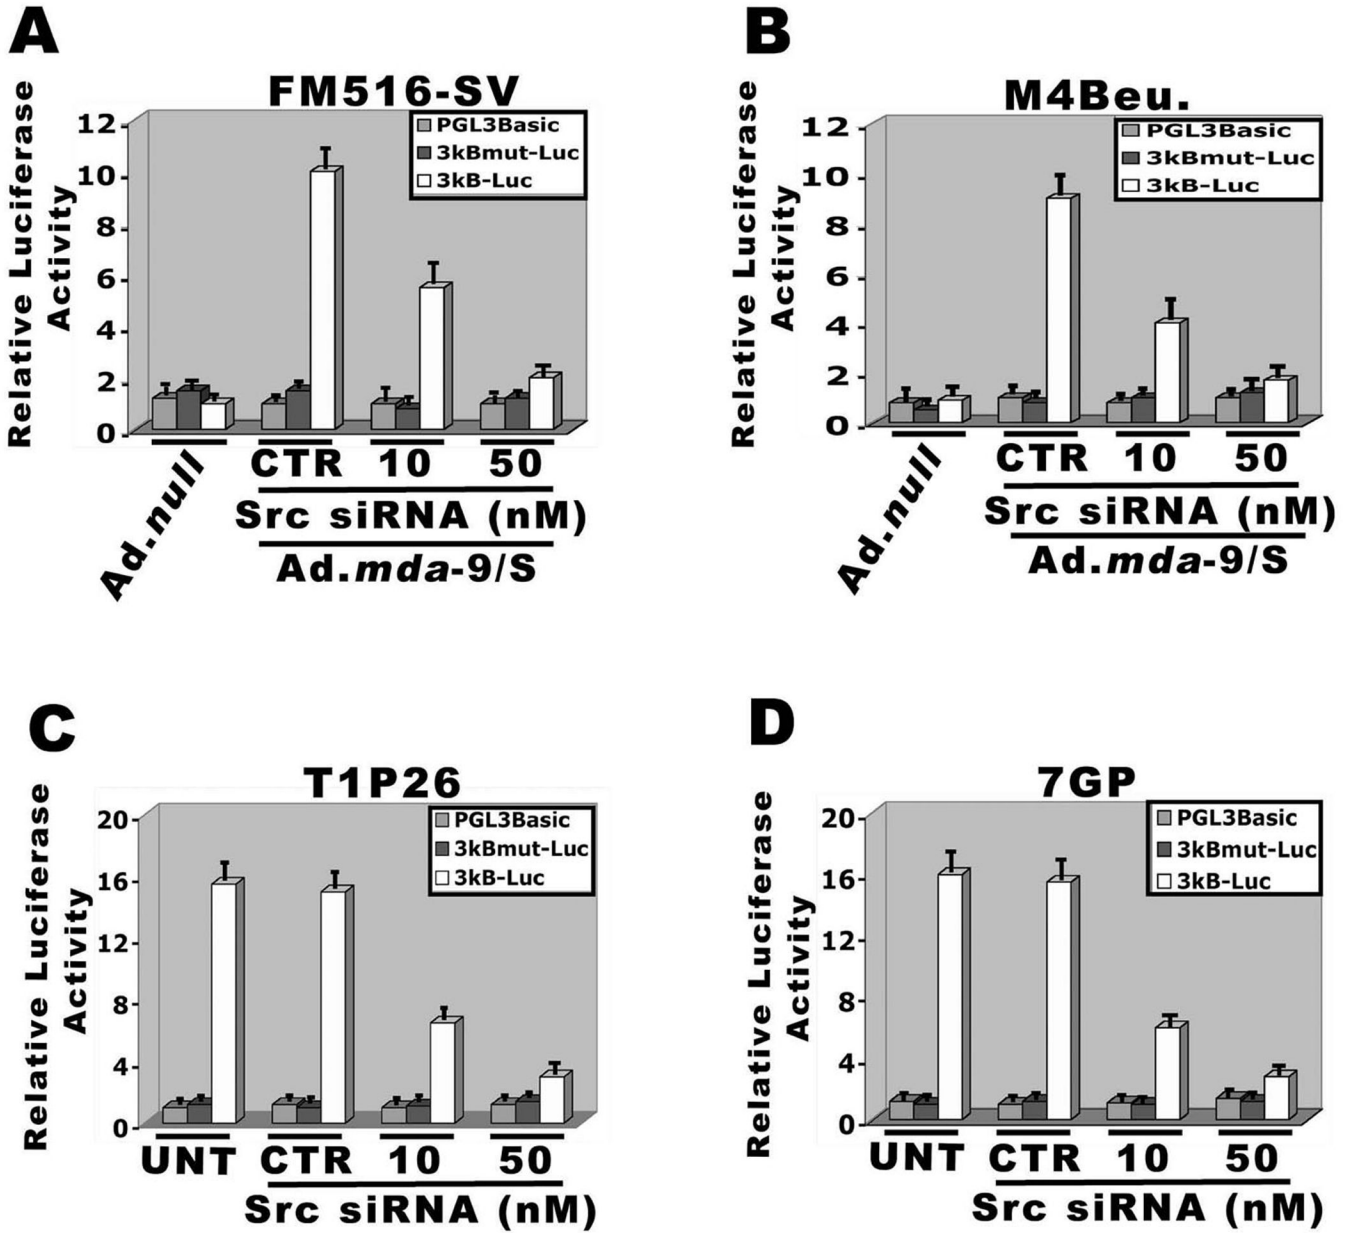 A
FM516-SV
Relative Luciferase
Activity
12
10
8
6
4
2
0
PGL3Basic
3kBmut-Luc
3kB-Luc
Ad.null
CTR 10 50
Src siRNA (nM)
Ad.mda-9/S
B
M4Beu.
Relative Luciferase
Activity
12
10
8
6
4
2
0
PGL3Basic
3kBmut-Luc
3kB-Luc
Ad.null
CTR 10 50
Src siRNA (nM)
Ad.mda-9/S
C
T1P26
Relative Luciferase
Activity
20
16
12
8
4
0
PGL3Basic
3kBmut-Luc
3kB-Luc
UNT CTR 10 50
Src siRNA (nM)
D
7GP
Relative Luciferase
Activity
20
16
12
8
4
0
PGL3Basic
3kBmut-Luc
3kB-Luc
UNT CTR 10 50
Src siRNA (nM)